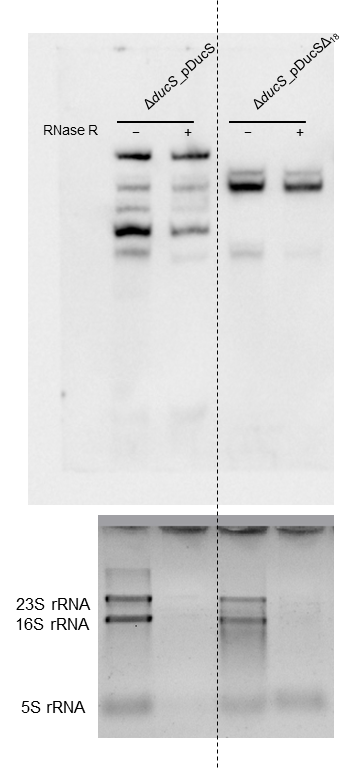 ΔducS_pDucS
ΔducS_pDucSΔ18
RNase R − + − +
23S rRNA
16S rRNA
5S rRNA